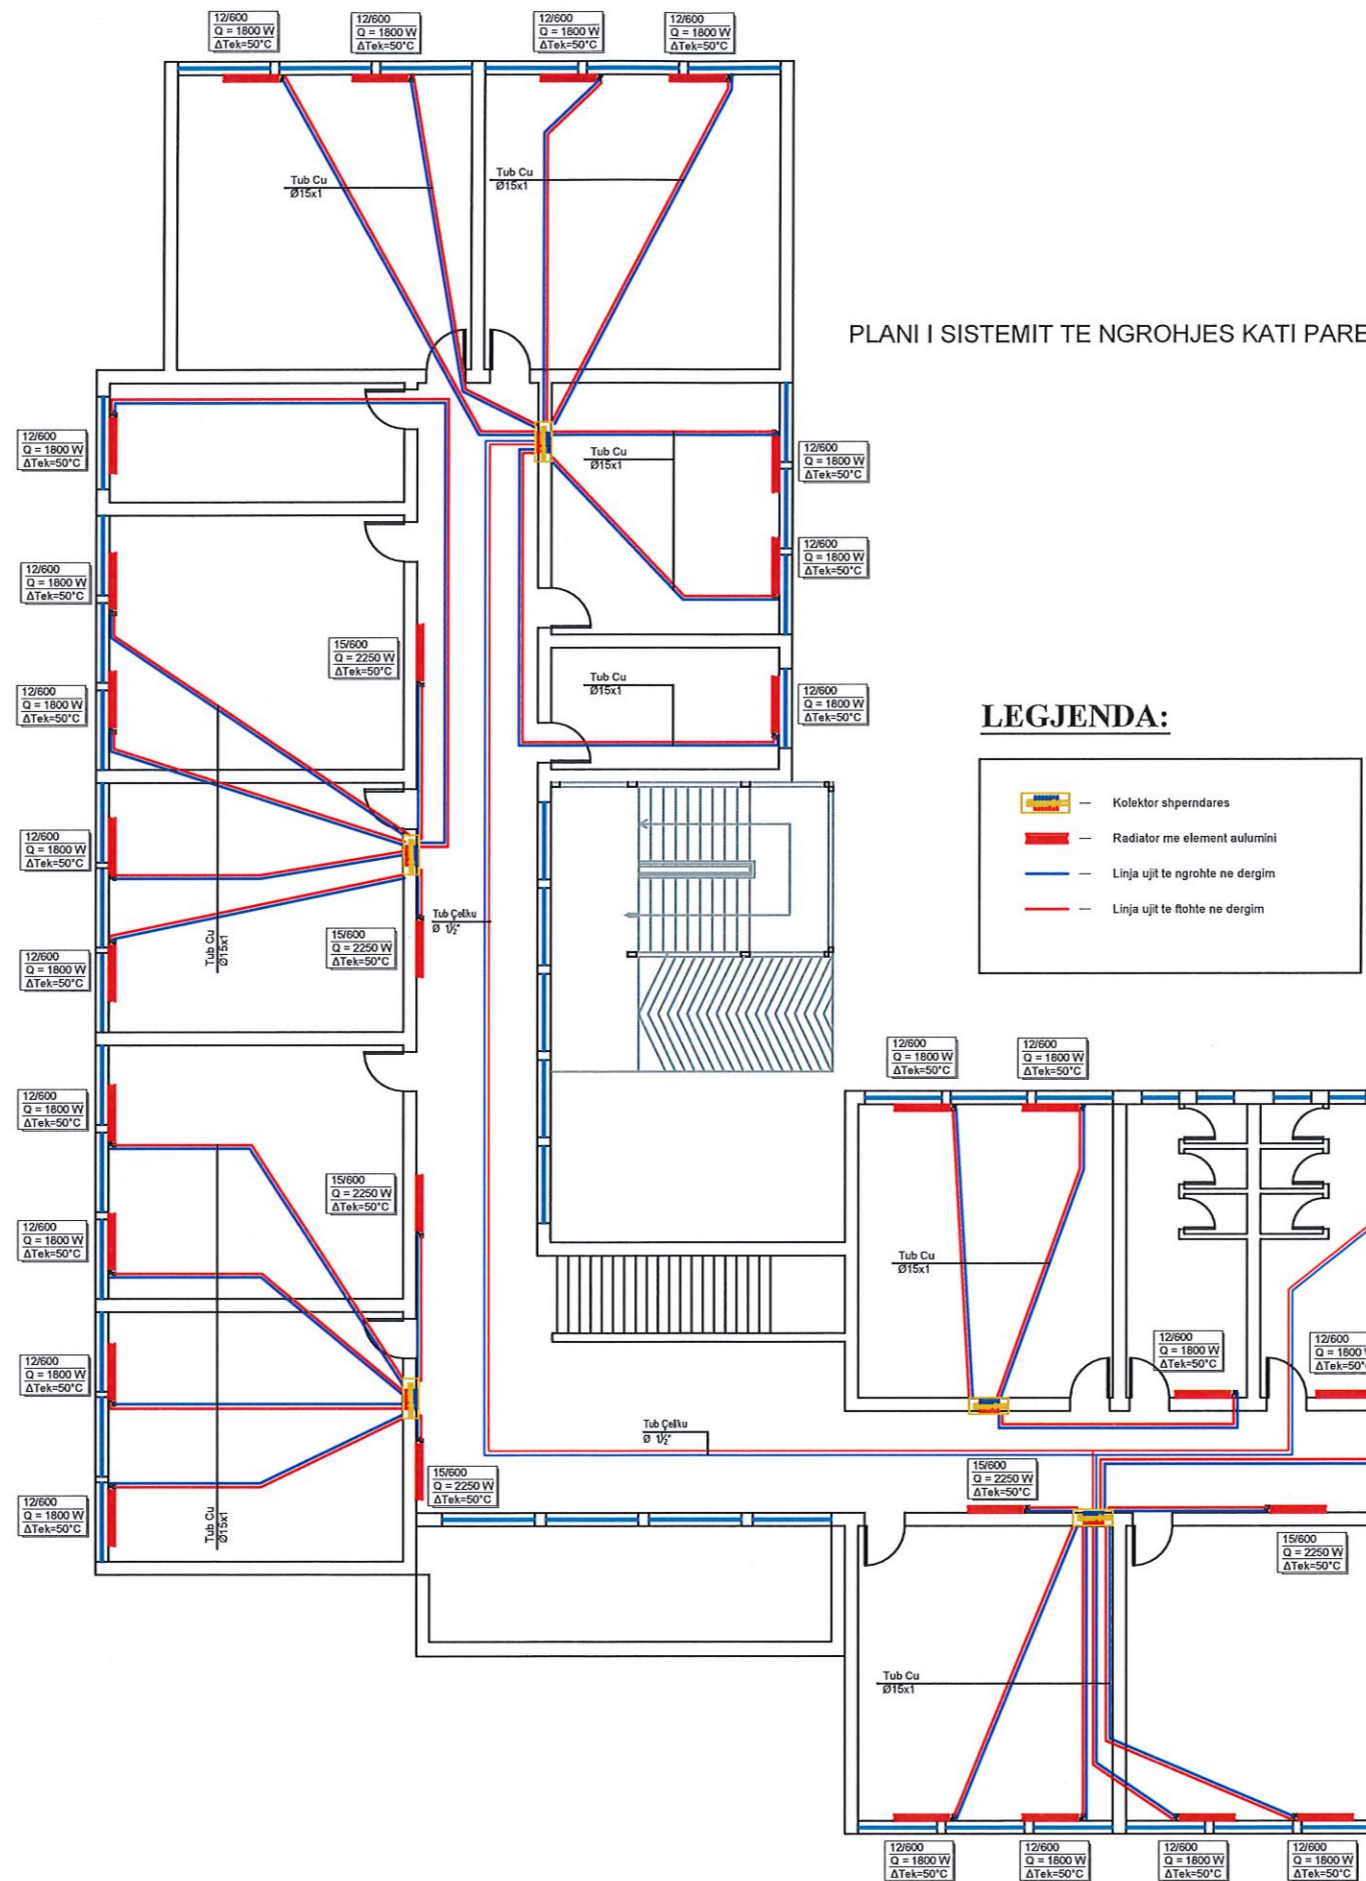 12/600
Q = 1800 W
ΔTek=50°C
12/600
Q = 1800 W
ΔTek=50°C
12/600
Q = 1800 W
ΔTek=50°C
12/600
Q = 1800 W
ΔTek=50°C
Tub Cu
Ø15x1
Tub Cu
Ø15x1
PLANI I SISTEMIT TE NGROHJES KATI PARE
12/600
Q = 1800 W
ΔTek=50°C
Tub Cu
Ø15x1
12/600
Q = 1800 W
ΔTek=50°C
12/600
Q = 1800 W
ΔTek=50°C
12/600
Q = 1800 W
ΔTek=50°C
15/600
Q = 2250 W
ΔTek=50°C
Tub Cu
Ø15x1
12/600
Q = 1800 W
ΔTek=50°C
12/600
Q = 1800 W
ΔTek=50°C
LEGJENDA:
Kolektor shperndares
Radiator me element aulumini
Linja ujit te ngrohte ne dergim
Linja ujit te ftohte ne dergim
12/600
Q = 1800 W
ΔTek=50°C
Tub Çeliku
Ø 1½"
15/600
Q = 2250 W
ΔTek=50°C
Tub Cu
Ø15x1
12/600
Q = 1800 W
ΔTek=50°C
12/600
Q = 1800 W
ΔTek=50°C
12/600
Q = 1800 W
ΔTek=50°C
12/600
Q = 1800 W
ΔTek=50°C
15/600
Q = 2250 W
ΔTek=50°C
12/600
Q = 1800 W
ΔTek=50°C
Tub Cu
Ø15x1
12/600
Q = 1800 W
ΔTek=50°C
12/600
Q = 1800 W
ΔTek=50°
12/600
Q = 1800 W
ΔTek=50°C
Tub Çeliku
Ø 1½"
15/600
Q = 2250 W
ΔTek=50°C
15/600
Q = 2250 W
ΔTek=50°C
12/600
Q = 1800 W
ΔTek=50°C
Tub Cu
Ø15x1
15/600
Q = 2250 W
ΔTek=50°C
Tub Cu
Ø15x1
12/600
Q = 1800 W
ΔTek=50°C
12/600
Q = 1800 W
ΔTek=50°C
12/600
Q = 1800 W
ΔTek=50°C
12/600
Q = 1800 W
ΔTek=50°C